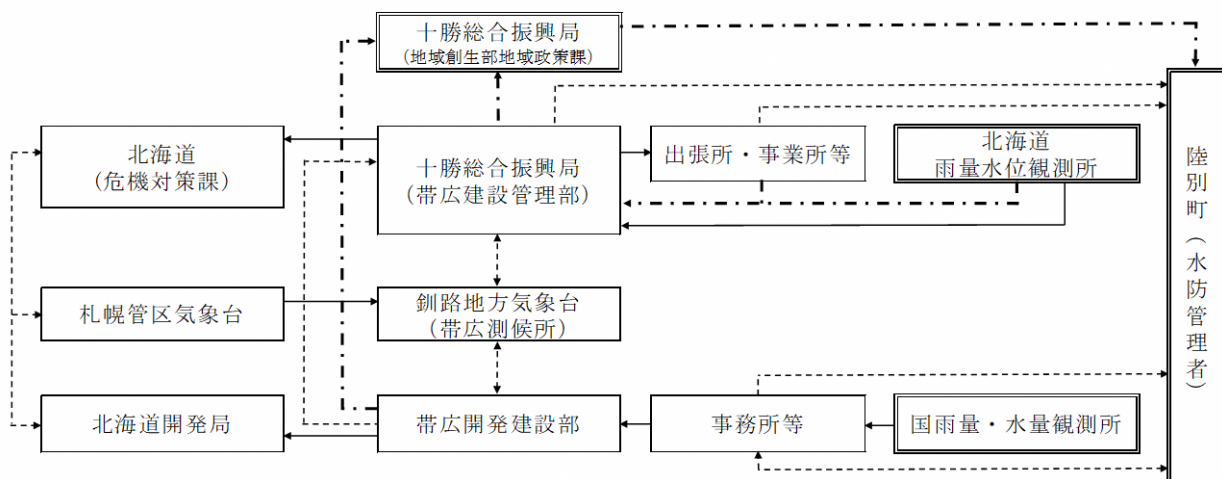 十勝総合振興局
(地域創生部地域政策課)
北海道
(危機対策課)
十勝総合振興局
(帯広建設管理部)
出張所・事業所等
北海道
雨量水位観測所
陸別町(水防管理者)
札幌管区気象台
釧路地方気象台
(帯広測候所)
北海道開発局
帯広開発建設部
事務所等
国雨量・水量観測所